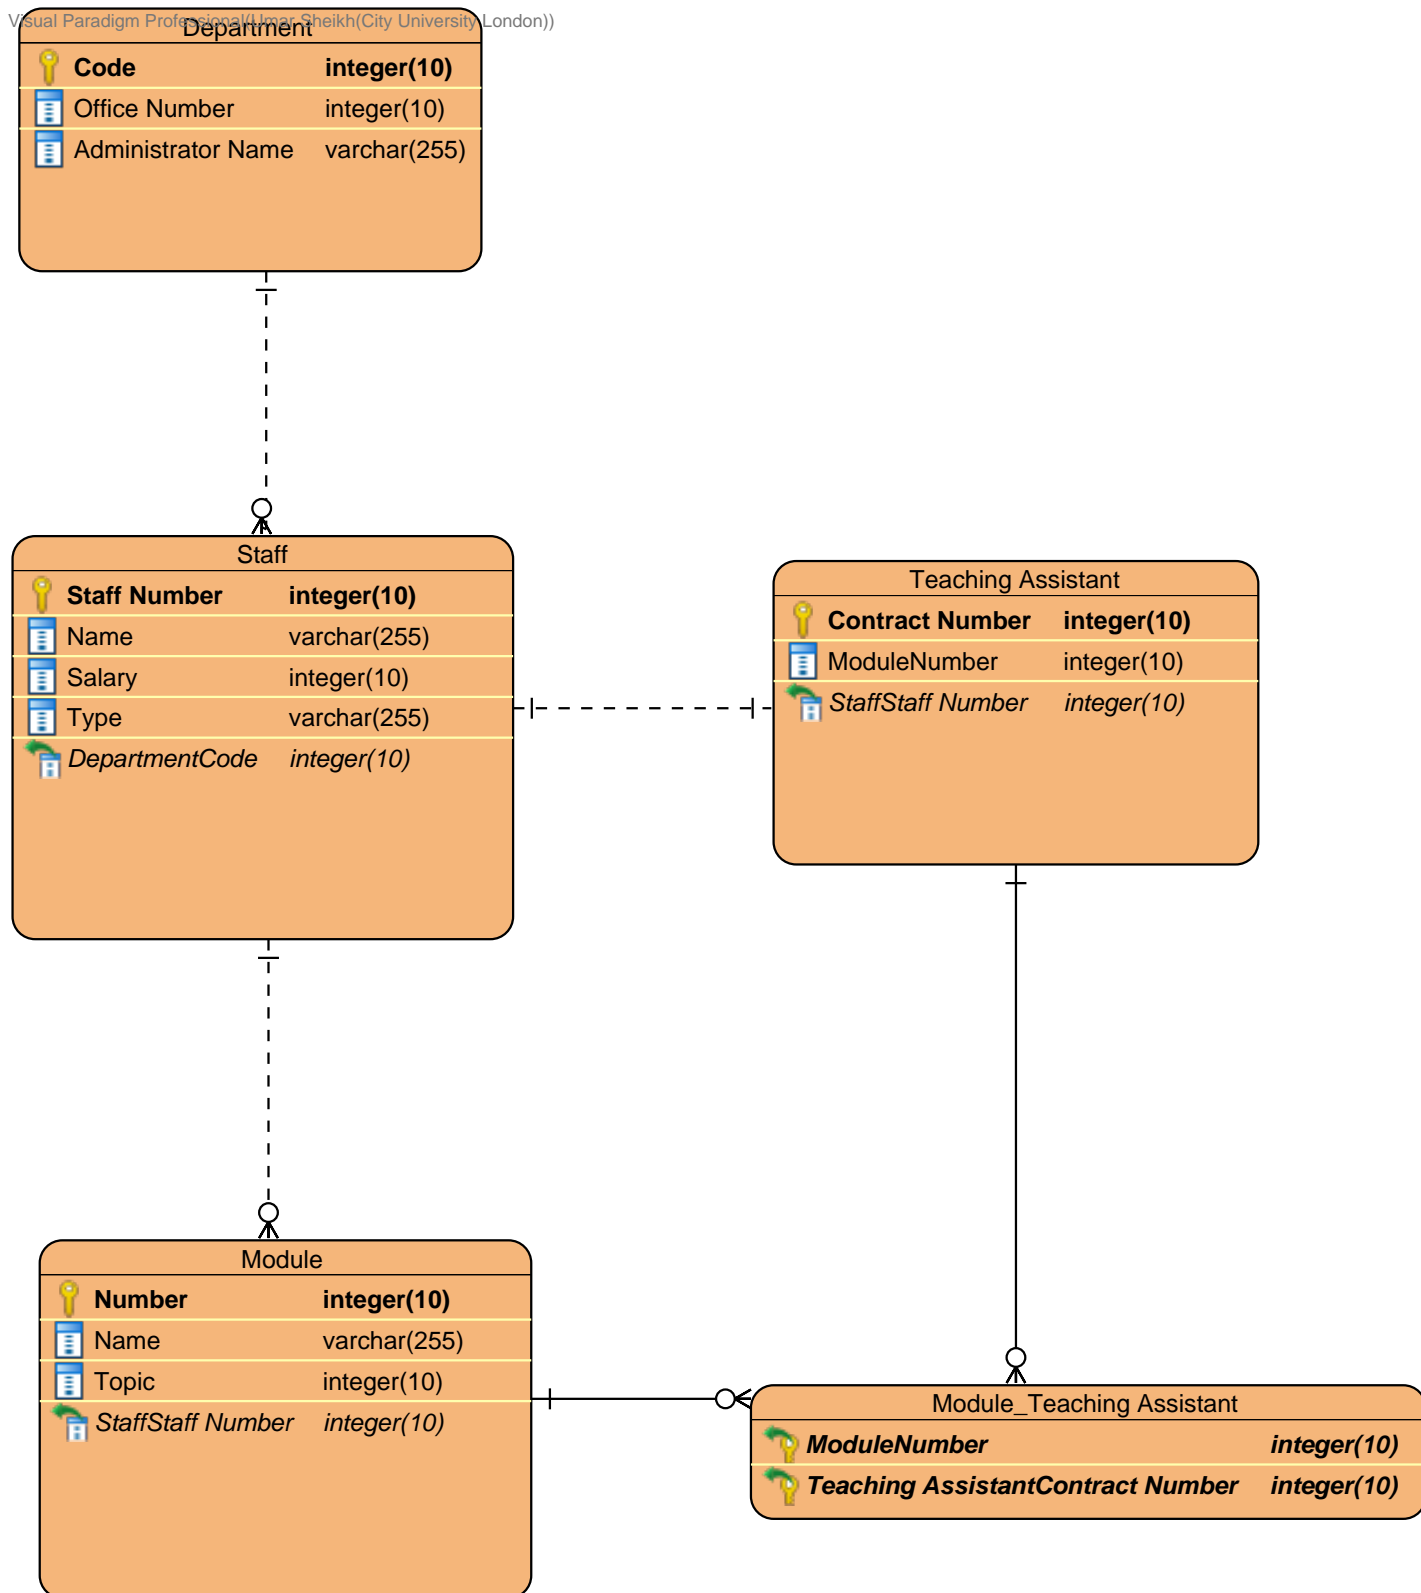 Visual Paradigm Professional(Umar Sheikh(City University London))
Department
Code integer(10)
Office Number integer(10)
Administrator Name varchar(255)
Staff
Staff Number integer(10)
Name varchar(255)
Salary integer(10)
Type varchar(255)
DepartmentCode integer(10)
Teaching Assistant
Contract Number integer(10)
ModuleNumber integer(10)
StaffStaff Number integer(10)
Module
Number integer(10)
Name varchar(255)
Topic integer(10)
StaffStaff Number integer(10)
Module_Teaching Assistant
ModuleNumber integer(10)
Teaching AssistantContract Number integer(10)